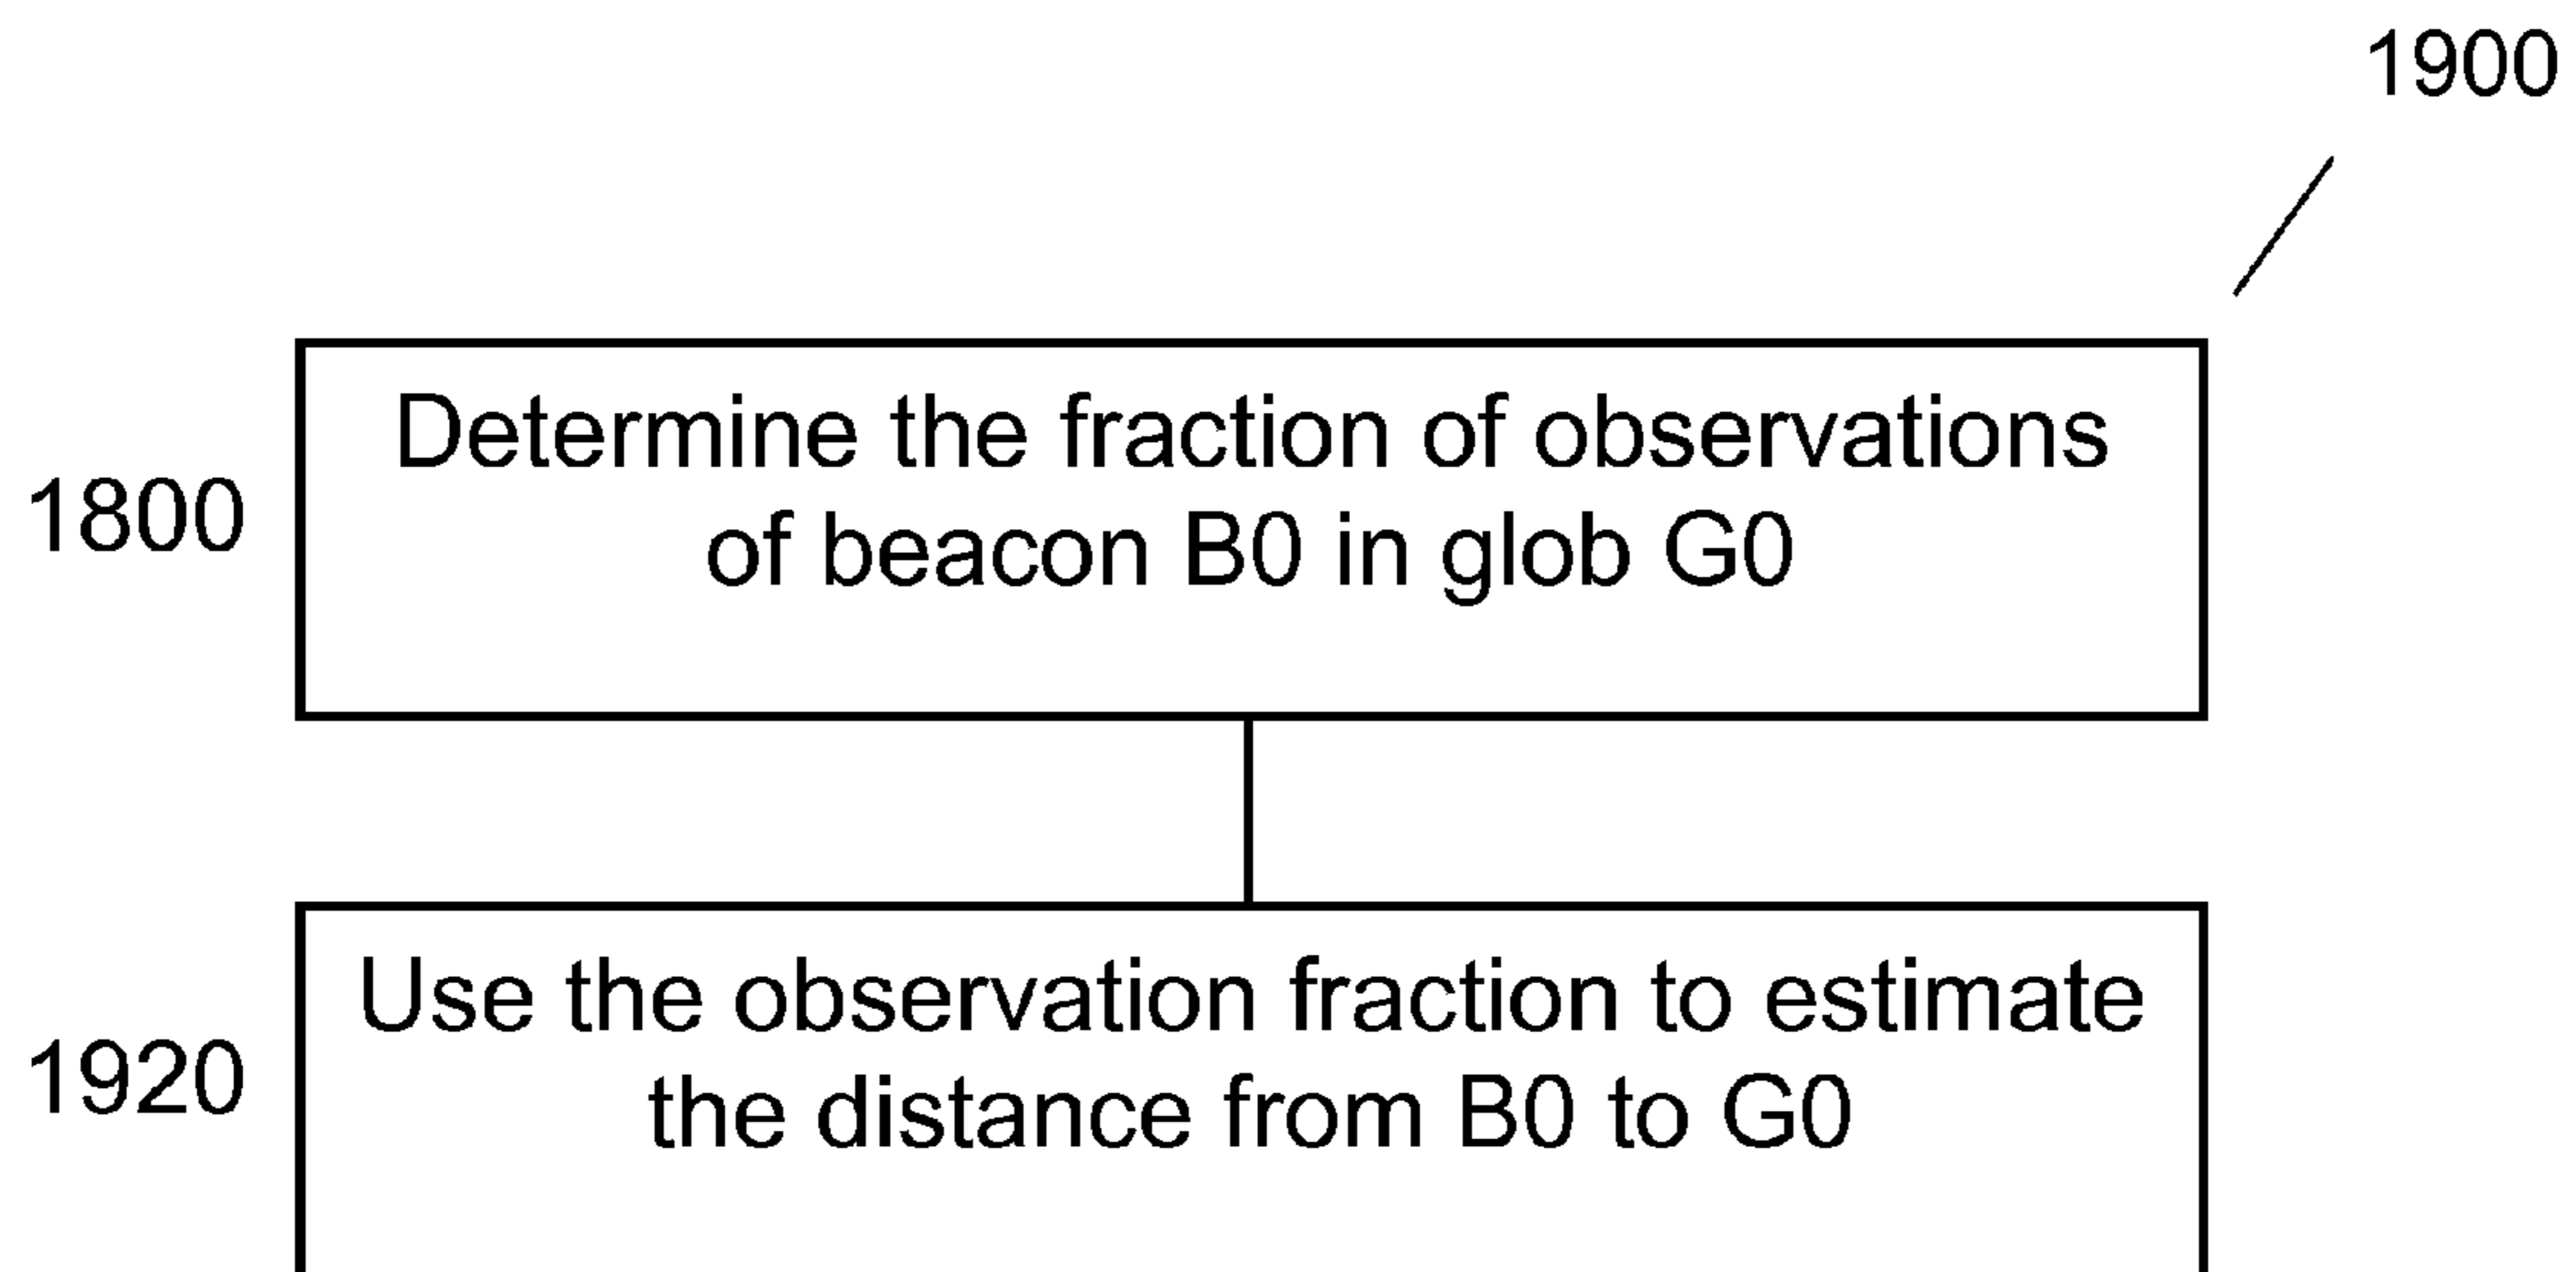 1900
Determine the fraction of observations
1800
of beacon B0 in glob G0
Use the observation fraction to estimate
1920
the distance from B0 to G0